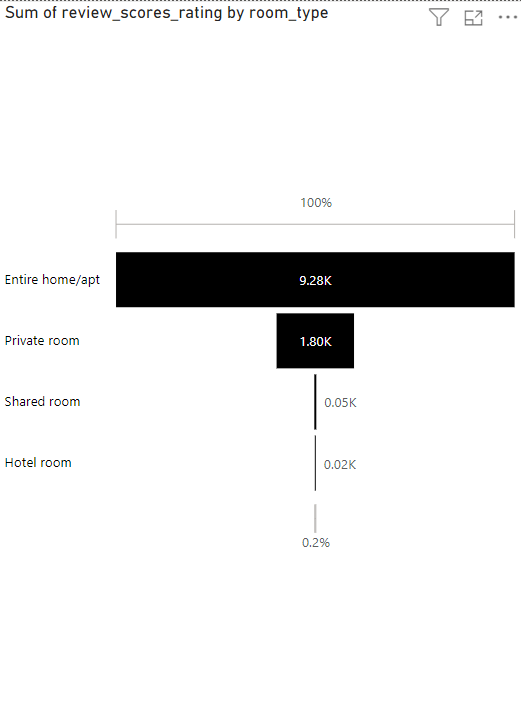 Sum of review_scores_rating by room_type
100%
Entire home/apt 9.28K
Private room 1.80K
Shared room 0.05K
Hotel room 0.02K
0.2%